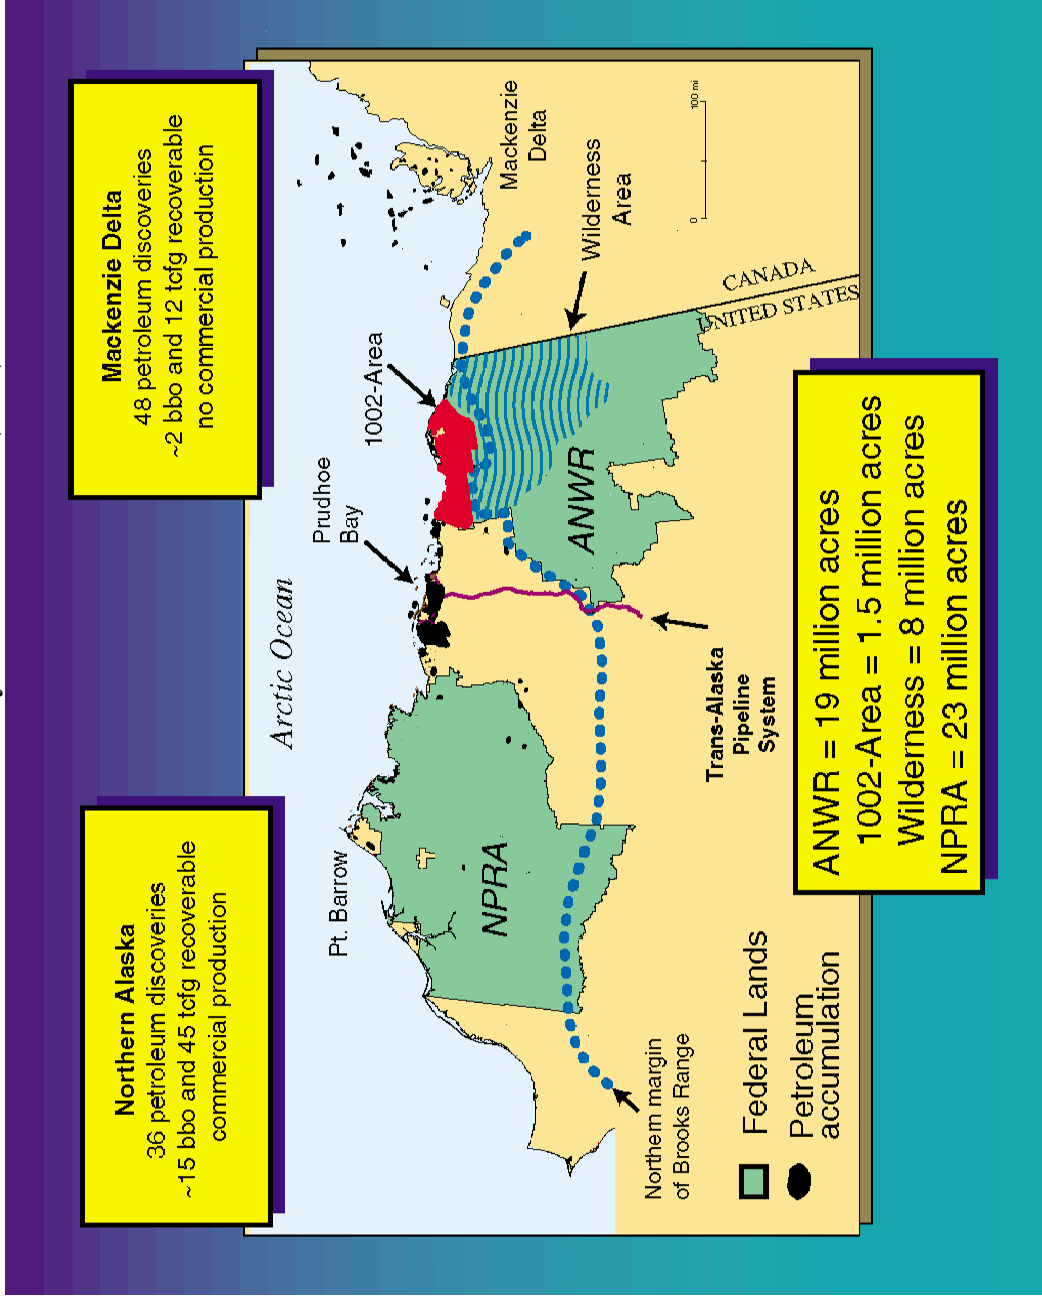 Northern Alaska
36 petroleum discoveries
~15 bbo and 45 tcfg recoverable
commercial production
Mackenzie Delta
48 petroleum discoveries
~2 bbo and 12 tcfg recoverable
no commercial production
Arctic Ocean
Pt. Barrow
Prudhoe
Bay
1002-Area
Mackenzie
Delta
NPRA
ANWR
Wilderness
Area
Northern margin
of Brooks Range
Trans-Alaska
Pipeline
System
0
100 mi
CANADA
UNITED STATES
Federal Lands
Petroleum
accumulation
ANWR = 19 million acres
1002-Area = 1.5 million acres
Wilderness = 8 million acres
NPRA = 23 million acres